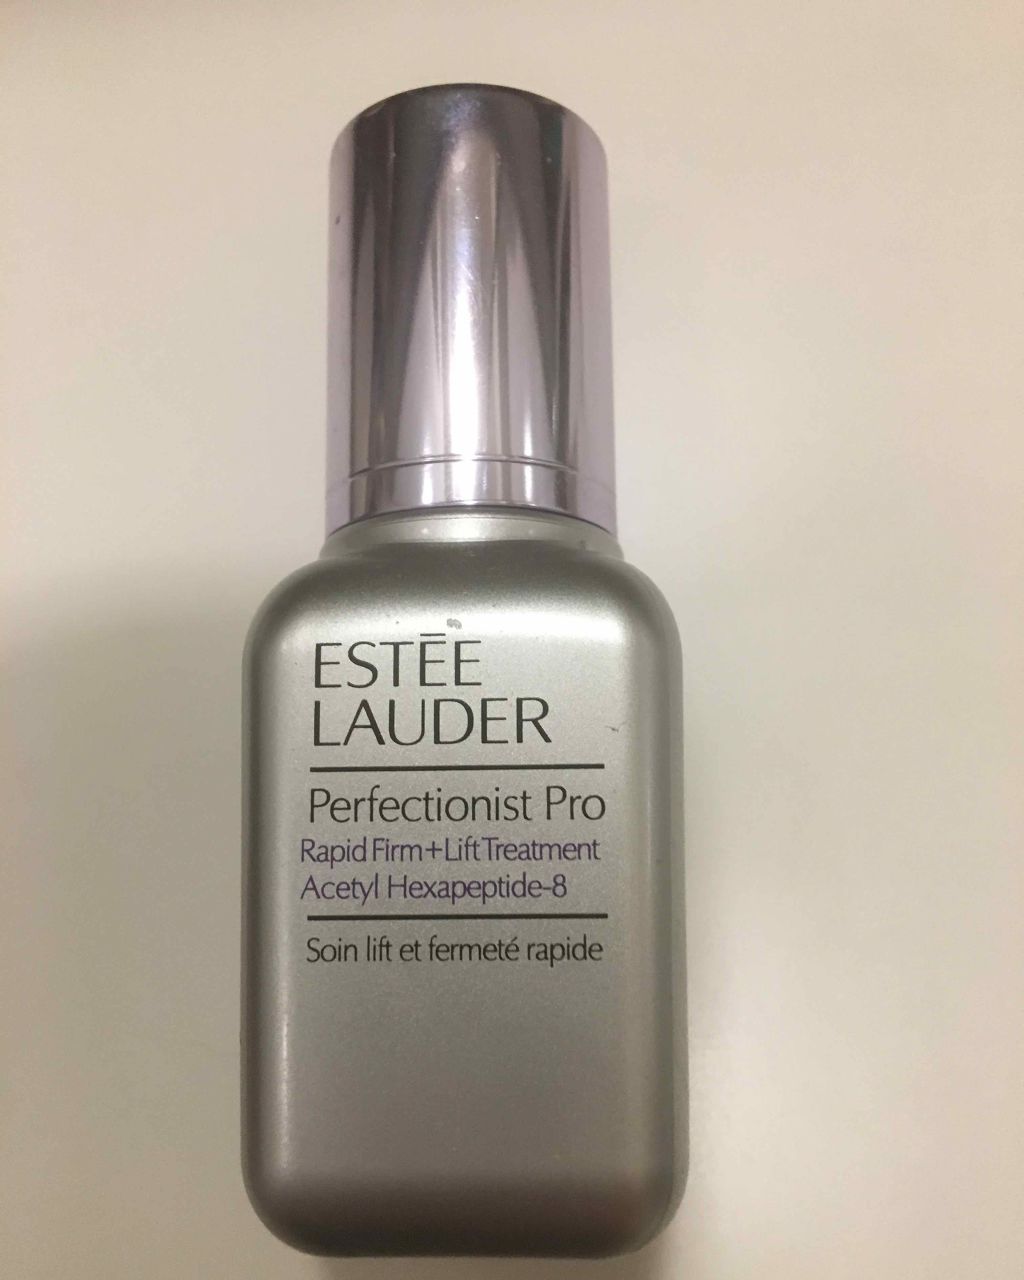 ESTĒE
LAUDER
Perfectionist Pro
Rapid Firm+Lift Treatment
Acetyl Hexapeptide-8
Soin lift et fermeté rapide